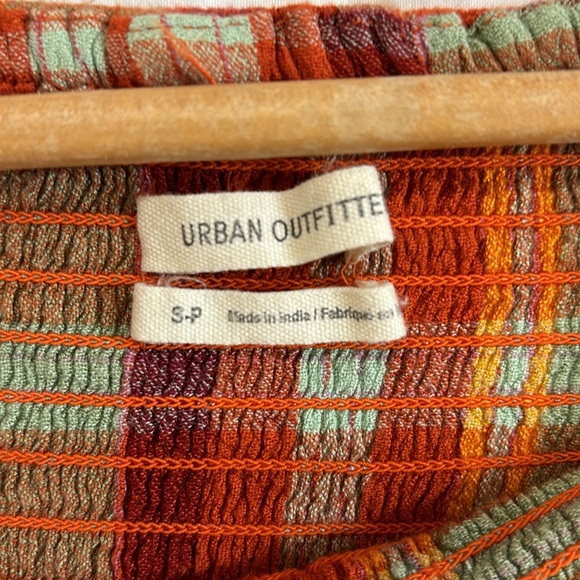 URBAN OUTFITTE
S-P Made in India / Fabriqué